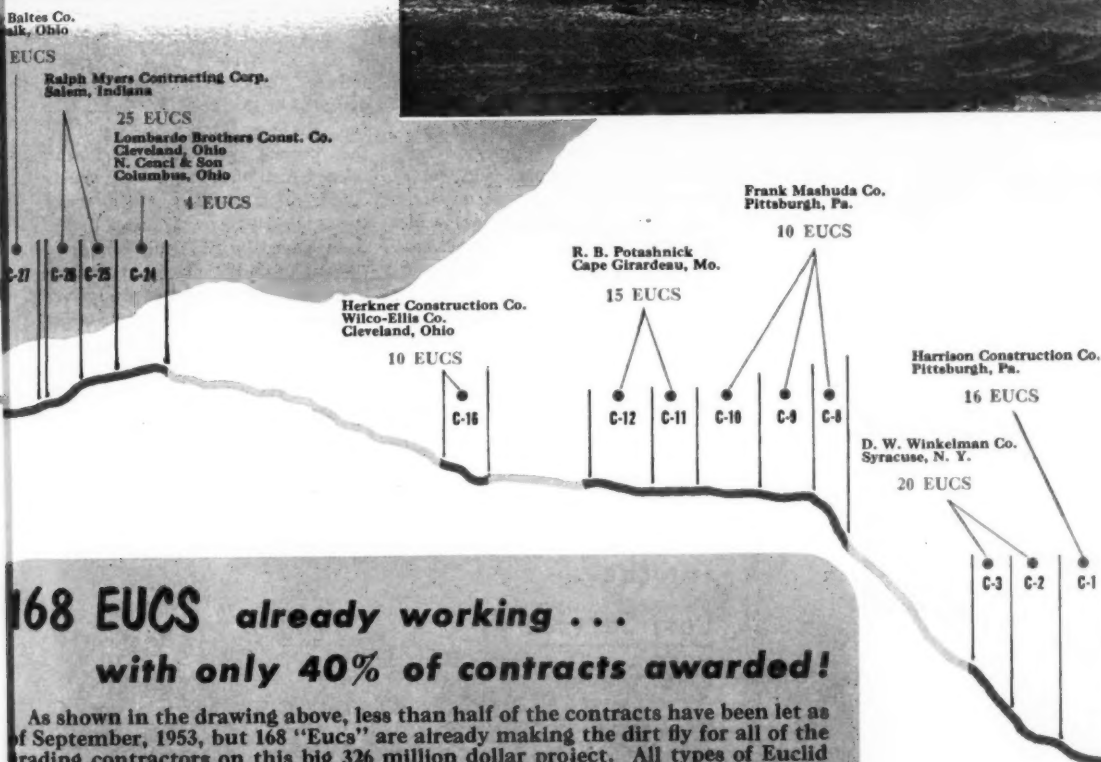 Baltes Co.
Ohio
EUCS
Ralph Myers Contracting Corp.
Salem, Indiana
25 EUCS
Lombardo Brothers Const. Co.
Cleveland, Ohio
N. Cenci & Son
Columbus, Ohio
4 EUCS
C-27
C-26
C-25
C-24
Herkner Construction Co.
Wilco-Ellis Co.
Cleveland, Ohio
10 EUCS
C-16
R. B. Potashnick
Cape Girardeau, Mo.
15 EUCS
C-12
C-11
Frank Mashuda Co.
Pittsburgh, Pa.
10 EUCS
C-10
C-9
C-8
D. W. Winkelman Co.
Syracuse, N. Y.
20 EUCS
C-3
C-2
Harrison Construction Co.
Pittsburgh, Pa.
16 EUCS
C-1
168 EUCS already working ...
with only 40% of contracts awarded!
As shown in the drawing above, less than half of the contracts have been let as
of September, 1953, but 168 "Eucs" are already making the dirt fly for all of the
grading contractors on this big 326 million dollar project. All types of Euclid